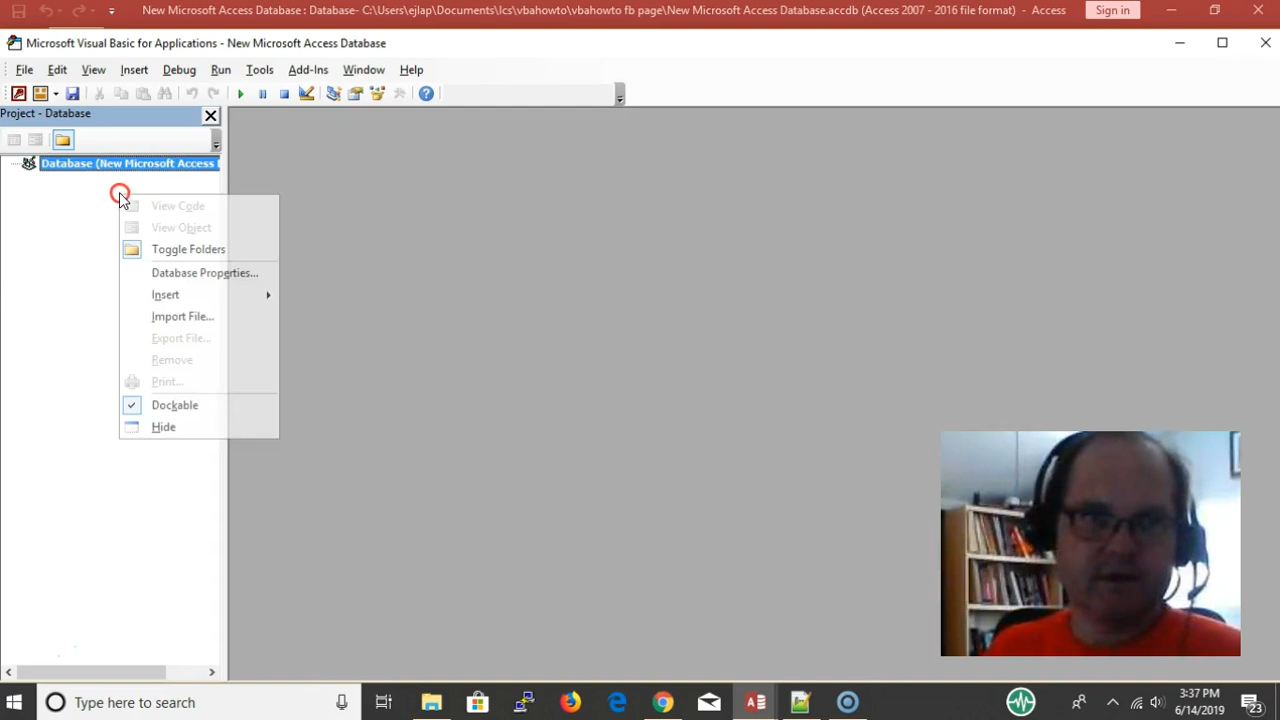 New Microsoft Access Database : Database- C:\Users\ejlap\Documents\lcs\vbahowto\vbahowto fb page\New Microsoft Access Database.accdb (Access 2007 - 2016 file format) - Access
Sign in
Microsoft Visual Basic for Applications - New Microsoft Access Database
File Edit View Insert Debug Run Tools Add-Ins Window Help
Project - Database
Database (New Microsoft Access
View Code
View Object
Toggle Folders
Database Properties...
Insert
Import File...
Export File...
Remove
Print...
Dockable
Hide
Type here to search
3:37 PM
6/14/2019
23